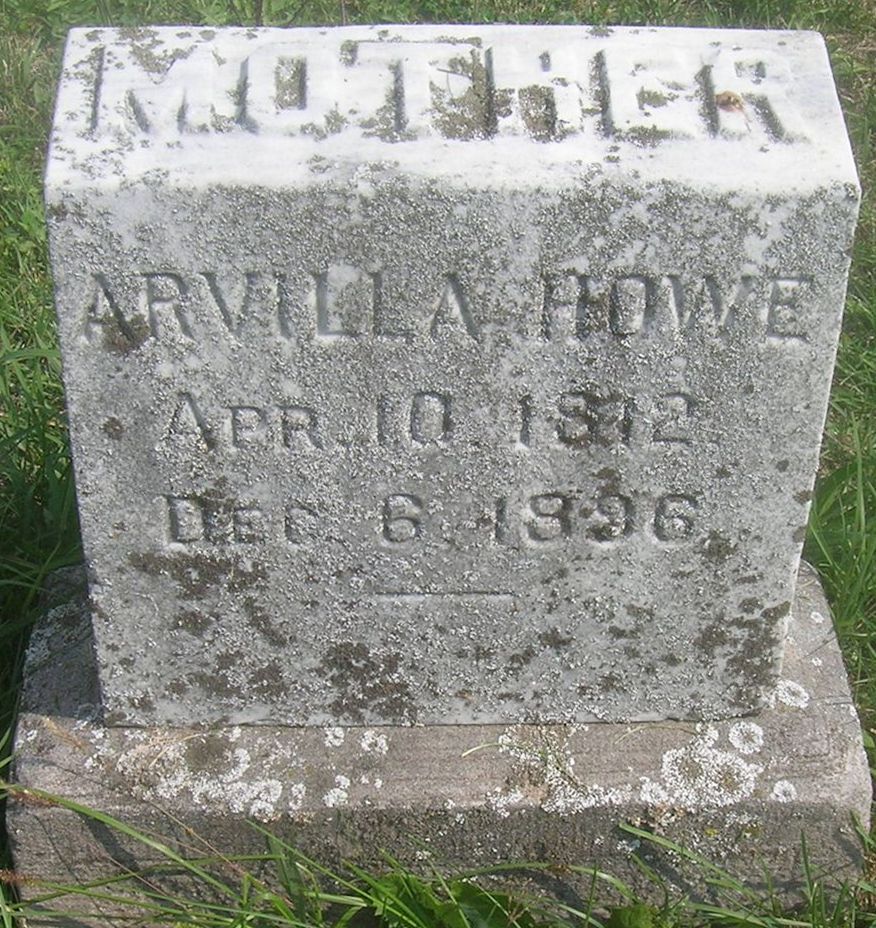 MOTHER
ARVILLA HOWE
APR. 10, 1812
DEC. 6, 1896